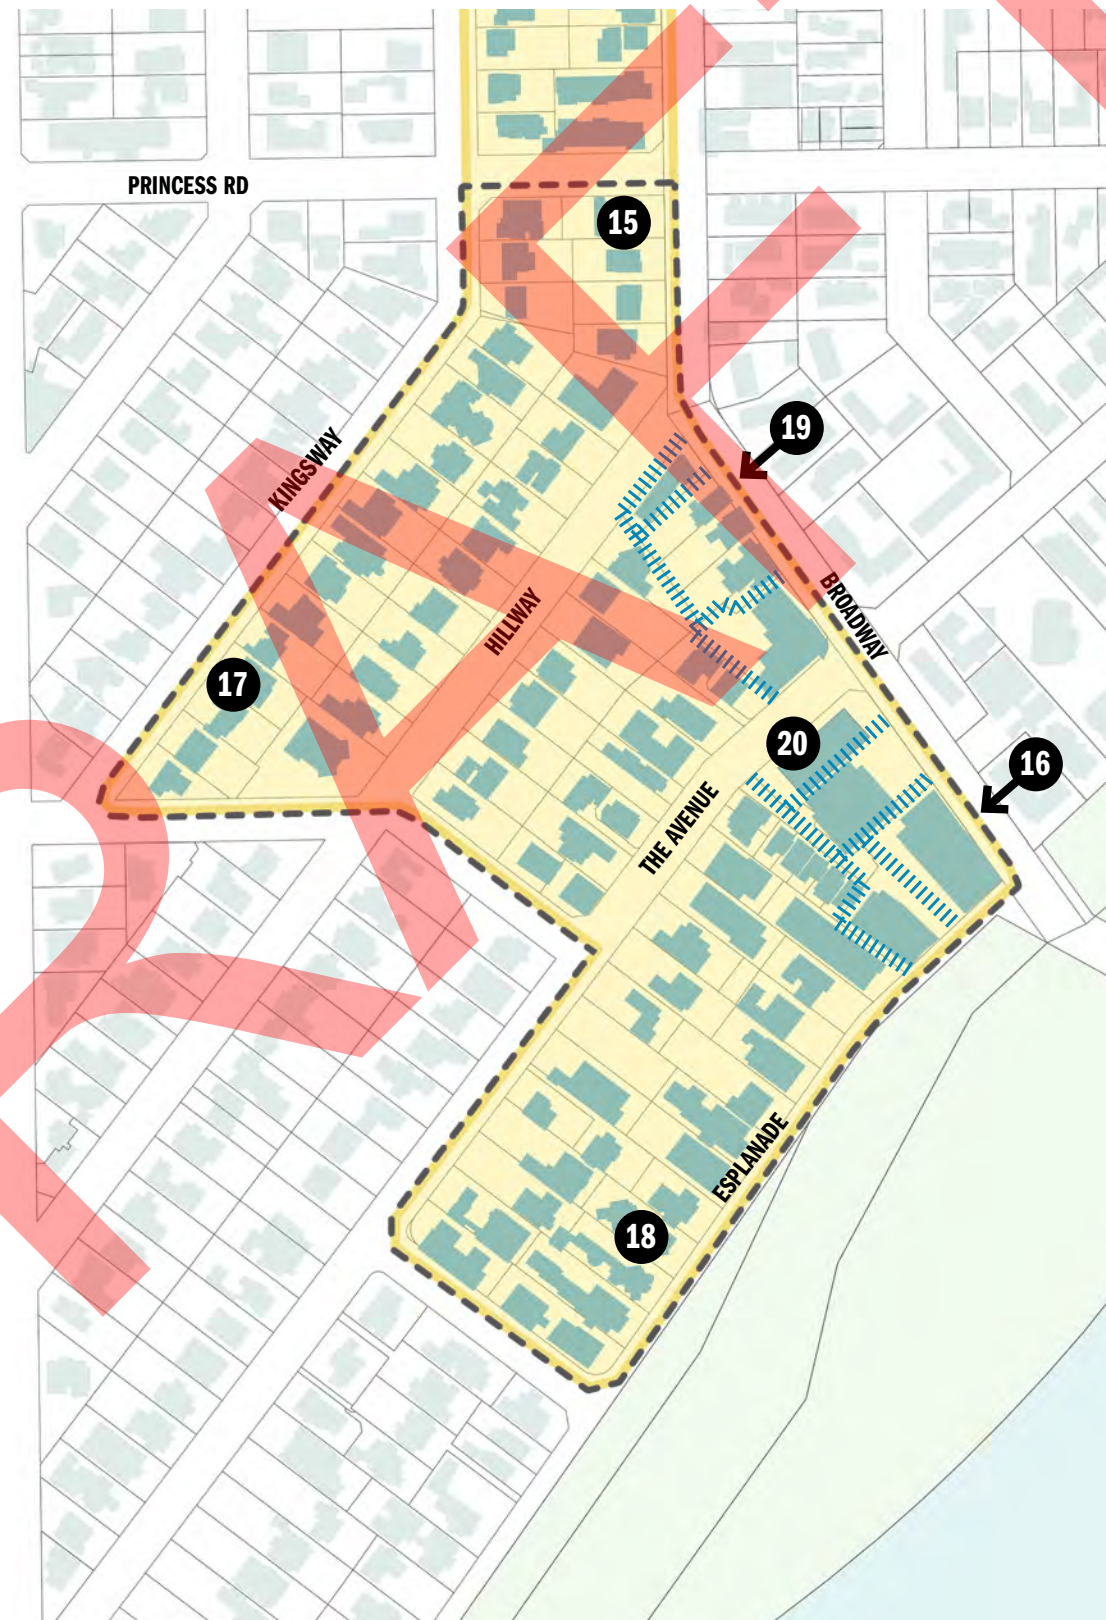 PRINCESS RD
15
19
KINGSWAY
BROADWAY
HILLWAY
17
20
16
THE AVENUE
ESPLANADE
18